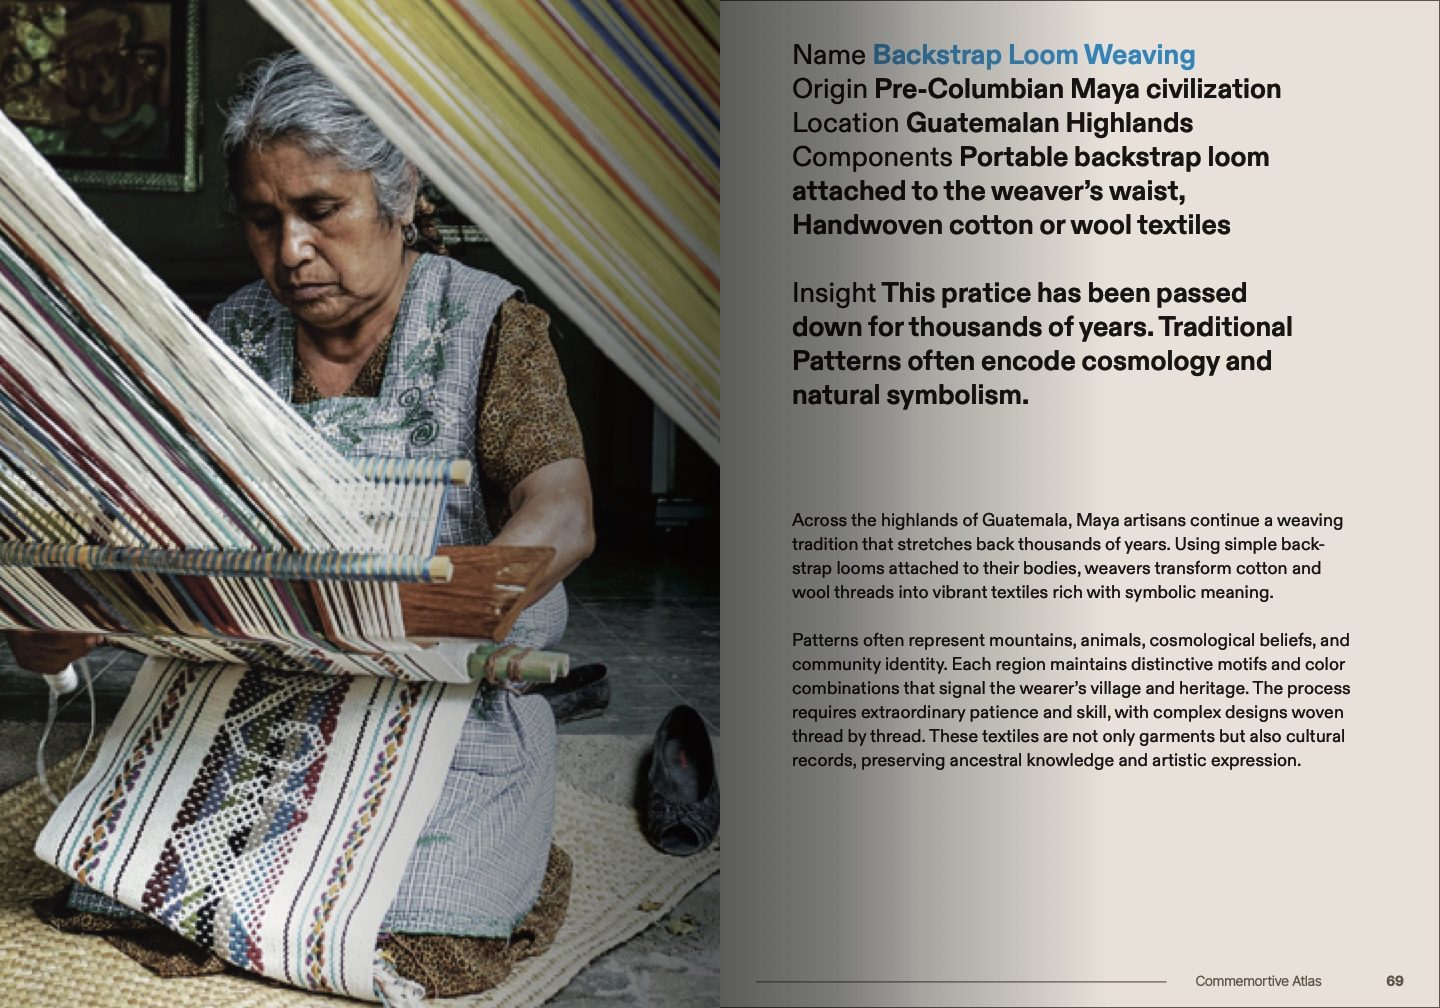 Name Backstrap Loom Weaving
Origin Pre-Columbian Maya civilization
Location Guatemalan Highlands
Components Portable backstrap loom
attached to the weaver’s waist,
Handwoven cotton or wool textiles
Insight This pratice has been passed
down for thousands of years. Traditional
Patterns often encode cosmology and
natural symbolism.
Across the highlands of Guatemala, Maya artisans continue a weaving
tradition that stretches back thousands of years. Using simple back-
strap looms attached to their bodies, weavers transform cotton and
wool threads into vibrant textiles rich with symbolic meaning.
Patterns often represent mountains, animals, cosmological beliefs, and
community identity. Each region maintains distinctive motifs and color
combinations that signal the wearer’s village and heritage. The process
requires extraordinary patience and skill, with complex designs woven
thread by thread. These textiles are not only garments but also cultural
records, preserving ancestral knowledge and artistic expression.
Commemortive Atlas 69